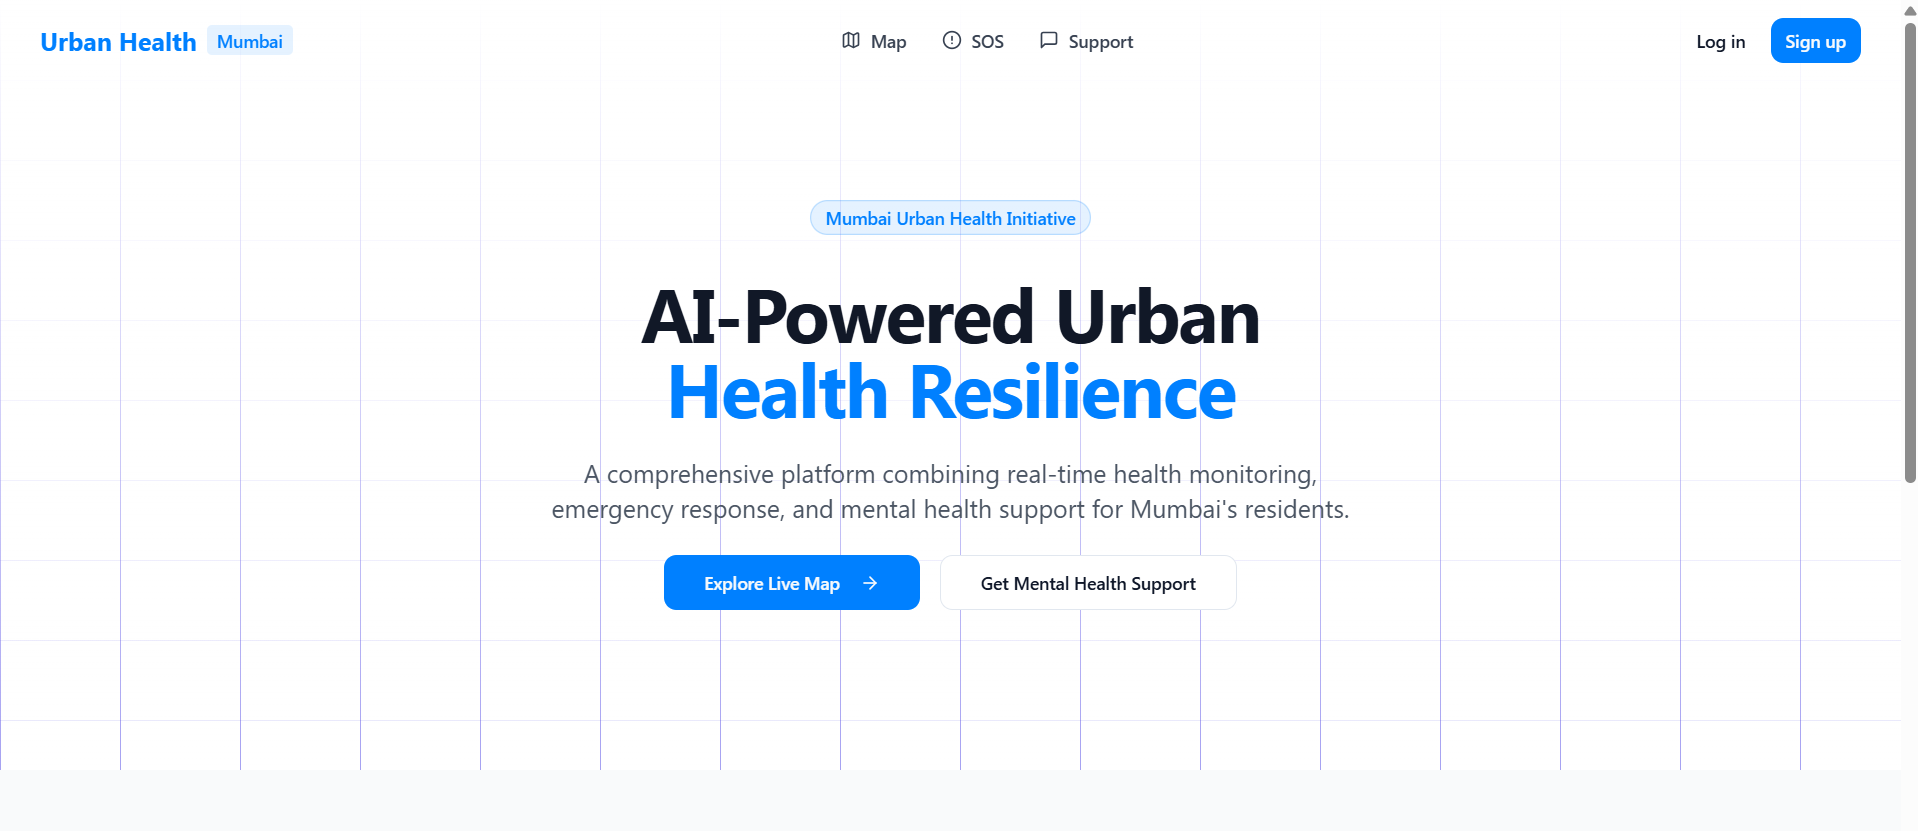 Urban Health Mumbai
Map SOS Support
Log in Sign up
Mumbai Urban Health Initiative
AI-Powered Urban
Health Resilience
A comprehensive platform combining real-time health monitoring,
emergency response, and mental health support for Mumbai's residents.
Explore Live Map
Get Mental Health Support